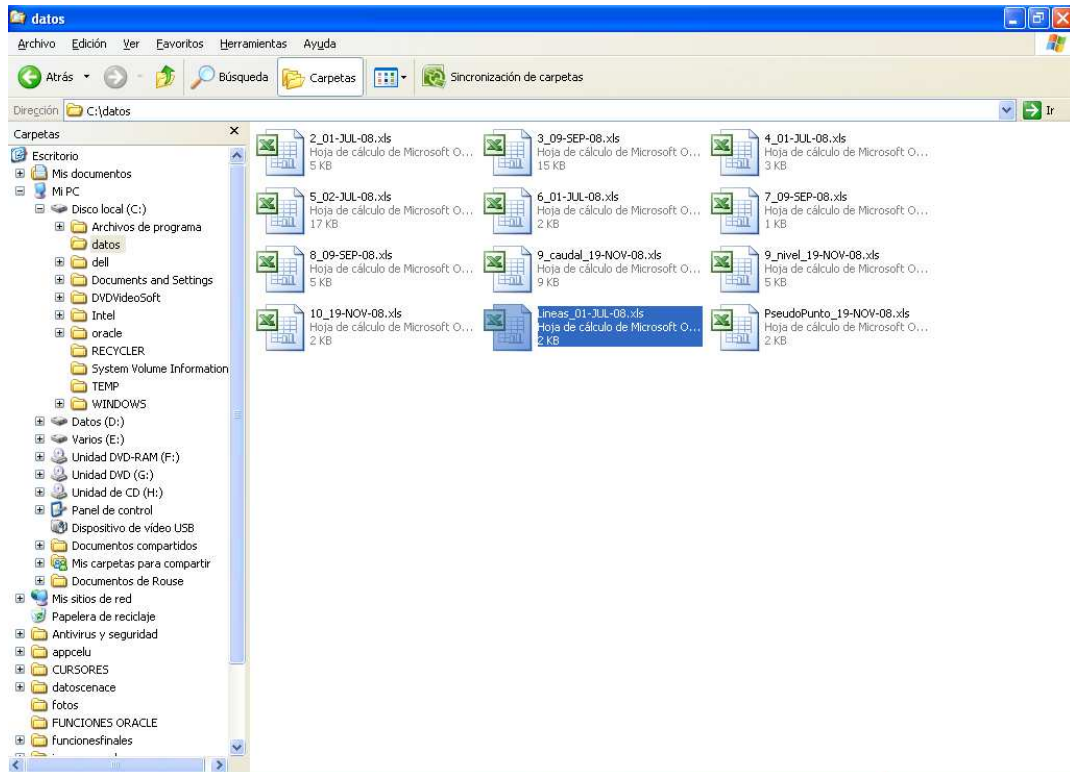 datos
Archivo Edición Ver Favoritos Herramientas Ayuda
Atrás Búsqueda Carpetas Sincronización de carpetas
Dirección C:\datos Ir
Carpetas
Escritorio
Mis documentos
Mi PC
Disco local (C:)
Archivos de programa
datos
dell
Documents and Settings
DVDVideoSoft
Intel
oracle
RECYCLER
System Volume Information
TEMP
WINDOWS
Datos (D:)
Varios (E:)
Unidad DVD-RAM (F:)
Unidad DVD (G:)
Unidad de CD (H:)
Panel de control
Dispositivo de vídeo USB
Documentos compartidos
Mis carpetas para compartir
Documentos de Rouse
Mis sitios de red
Papelera de reciclaje
Antivirus y seguridad
appcelu
CURSORES
datoscenace
fotos
FUNCIONES ORACLE
funcionesfinales
2_01-JUL-08.xls
Hoja de cálculo de Microsoft O...
5 KB
3_09-SEP-08.xls
Hoja de cálculo de Microsoft O...
15 KB
4_01-JUL-08.xls
Hoja de cálculo de Microsoft O...
3 KB
5_02-JUL-08.xls
Hoja de cálculo de Microsoft O...
17 KB
6_01-JUL-08.xls
Hoja de cálculo de Microsoft O...
2 KB
7_09-SEP-08.xls
Hoja de cálculo de Microsoft O...
1 KB
8_09-SEP-08.xls
Hoja de cálculo de Microsoft O...
5 KB
9_caudal_19-NOV-08.xls
Hoja de cálculo de Microsoft O...
9 KB
9_nivel_19-NOV-08.xls
Hoja de cálculo de Microsoft O...
5 KB
10_19-NOV-08.xls
Hoja de cálculo de Microsoft O...
2 KB
Lineas_01-JUL-08.xls
Hoja de cálculo de Microsoft O...
2 KB
PseudoPunto_19-NOV-08.xls
Hoja de cálculo de Microsoft O...
2 KB